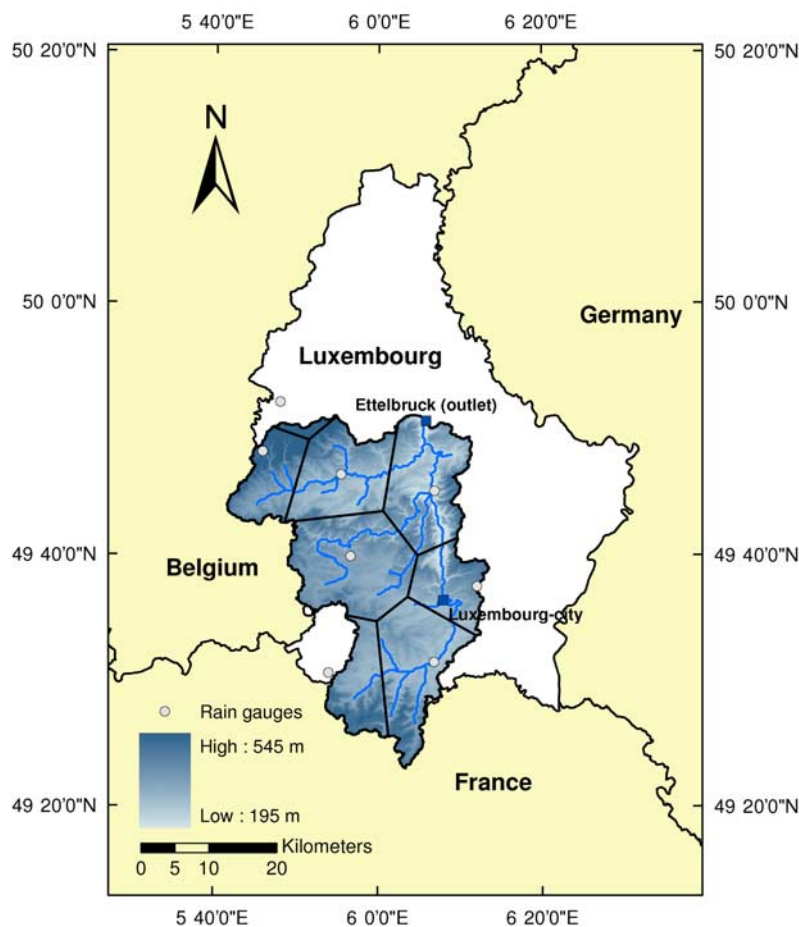 5 40'0"E
6 0'0"E
6 20'0"E
50 20'0"N
50 20'0"N
N
50 0'0"N
50 0'0"N
Germany
Luxembourg
Ettelbruck (outlet)
49 40'0"N
49 40'0"N
Belgium
Luxembourg-city
Rain gauges
High : 545 m
France
49 20'0"N
49 20'0"N
Low : 195 m
Kilometers
0 5 10 20
5 40'0"E
6 0'0"E
6 20'0"E